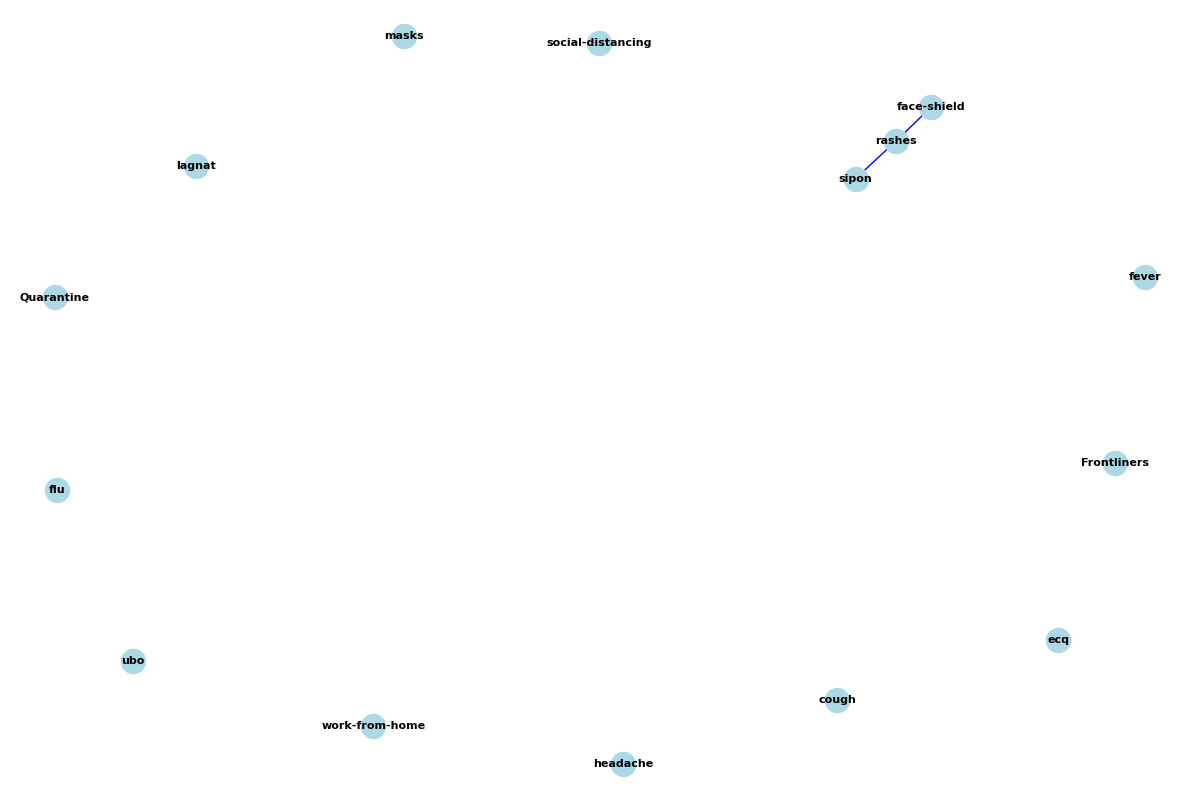 masks
social-distancing
face-shield
rashes
lagnat
sipon
fever
Quarantine
Frontliners
flu
ecq
ubo
cough
work-from-home
headache